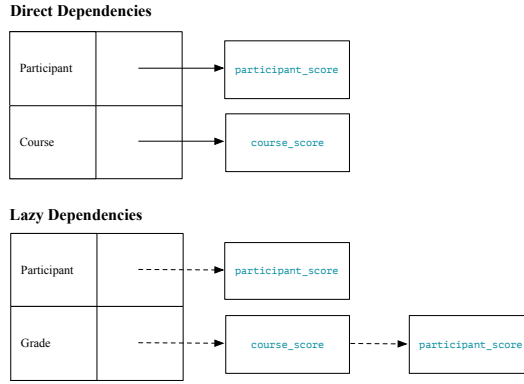 Direct Dependencies
Participant
participant_score
Course
course_score
Lazy Dependencies
Participant
participant_score
Grade
course_score
participant_score